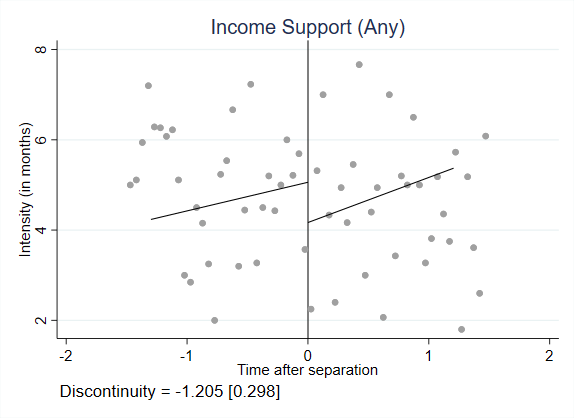 Income Support (Any)
Intensity (in months)
8
6
4
2
-2
-1
0
1
2
Time after separation
Discontinuity = -1.205 [0.298]